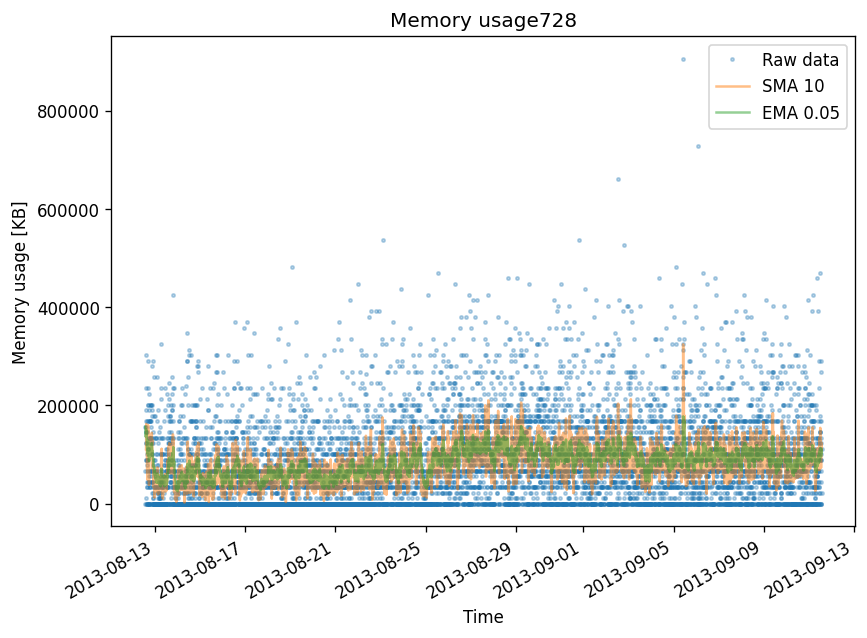 Memory usage728
Raw data
SMA 10
EMA 0.05
Memory usage [KB]
800000
600000
400000
200000
0
2013-08-13
2013-08-17
2013-08-21
2013-08-25
2013-08-29
2013-09-01
2013-09-05
2013-09-09
2013-09-13
Time